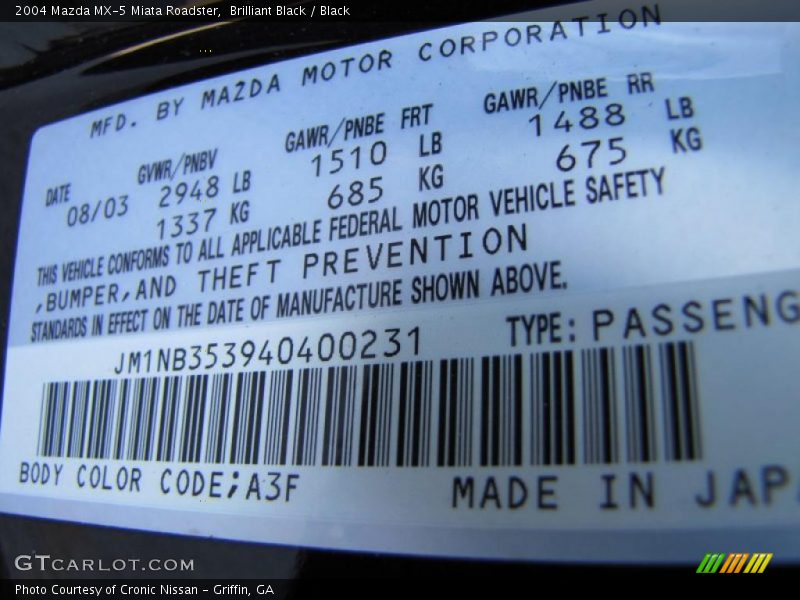 2004 Mazda MX-5 Miata Roadster, Brilliant Black / Black
MFD. BY MAZDA MOTOR CORPORATION
DATE GVWR/PNBV GAWR/PNBE FRT GAWR/PNBE RR
08/03 2948 LB 1510 LB 1488 LB
1337 KG 685 KG 675 KG
THIS VEHICLE CONFORMS TO ALL APPLICABLE FEDERAL MOTOR VEHICLE SAFETY
,BUMPER,AND THEFT PREVENTION
STANDARDS IN EFFECT ON THE DATE OF MANUFACTURE SHOWN ABOVE.
JM1NB353940400231 TYPE: PASSENG
BODY COLOR CODE;A3F MADE IN JAPA
GTCARLOT.COM
Photo Courtesy of Cronic Nissan - Griffin, GA